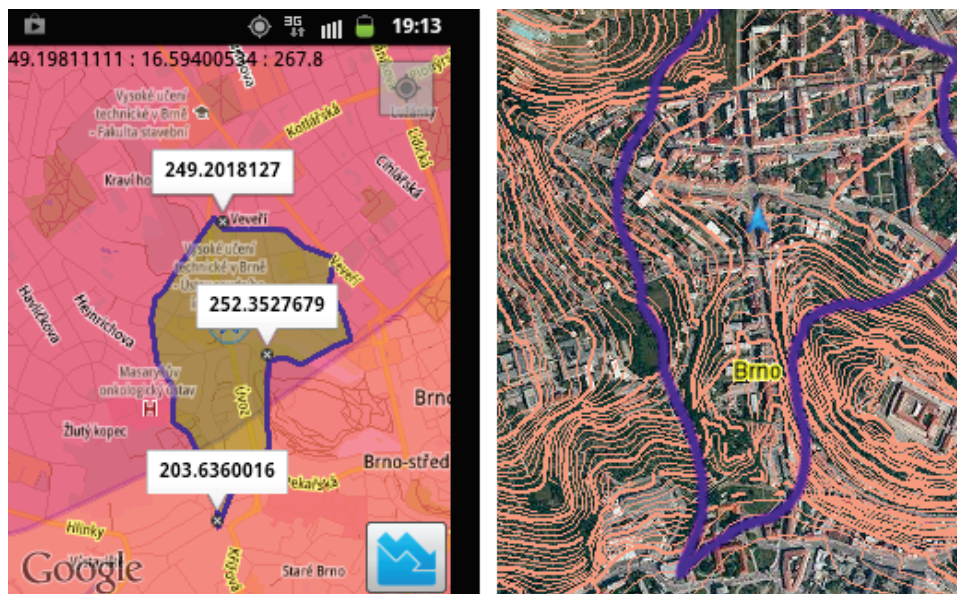 19:13
3G
49.19811111 : 16.59400534 : 267.8
Vysoké učení
technické v Brně
- Fakulta stavební
Kotlářská
Lidická
Lužánky
249.2018127
Kraví ho
Veveří
Vysoké učení
technické v Brně
Veveří
252.3527679
Havlíčkova
Heinrichova
Úvoz
Masarykův
onkologický ústav
H
Žlutý kopec
Brno
Brno-střed
203.6360016
Pekařská
Hlinky
Křížová
Staré Brno
Google
Brno